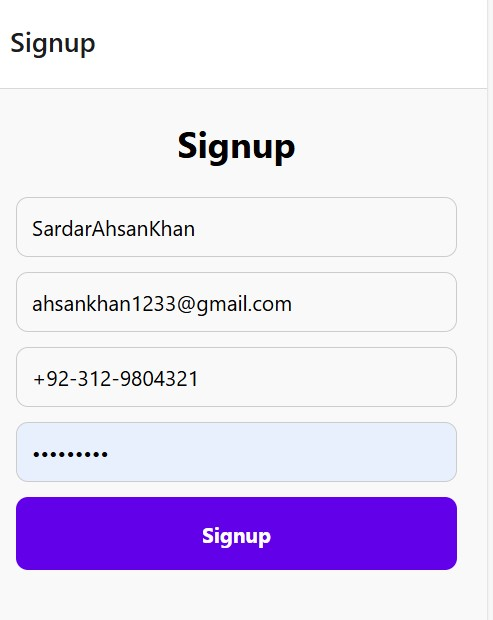 Signup
Signup
SardarAhsanKhan
ahsankhan1233@gmail.com
+92-312-9804321
•••••••••
Signup